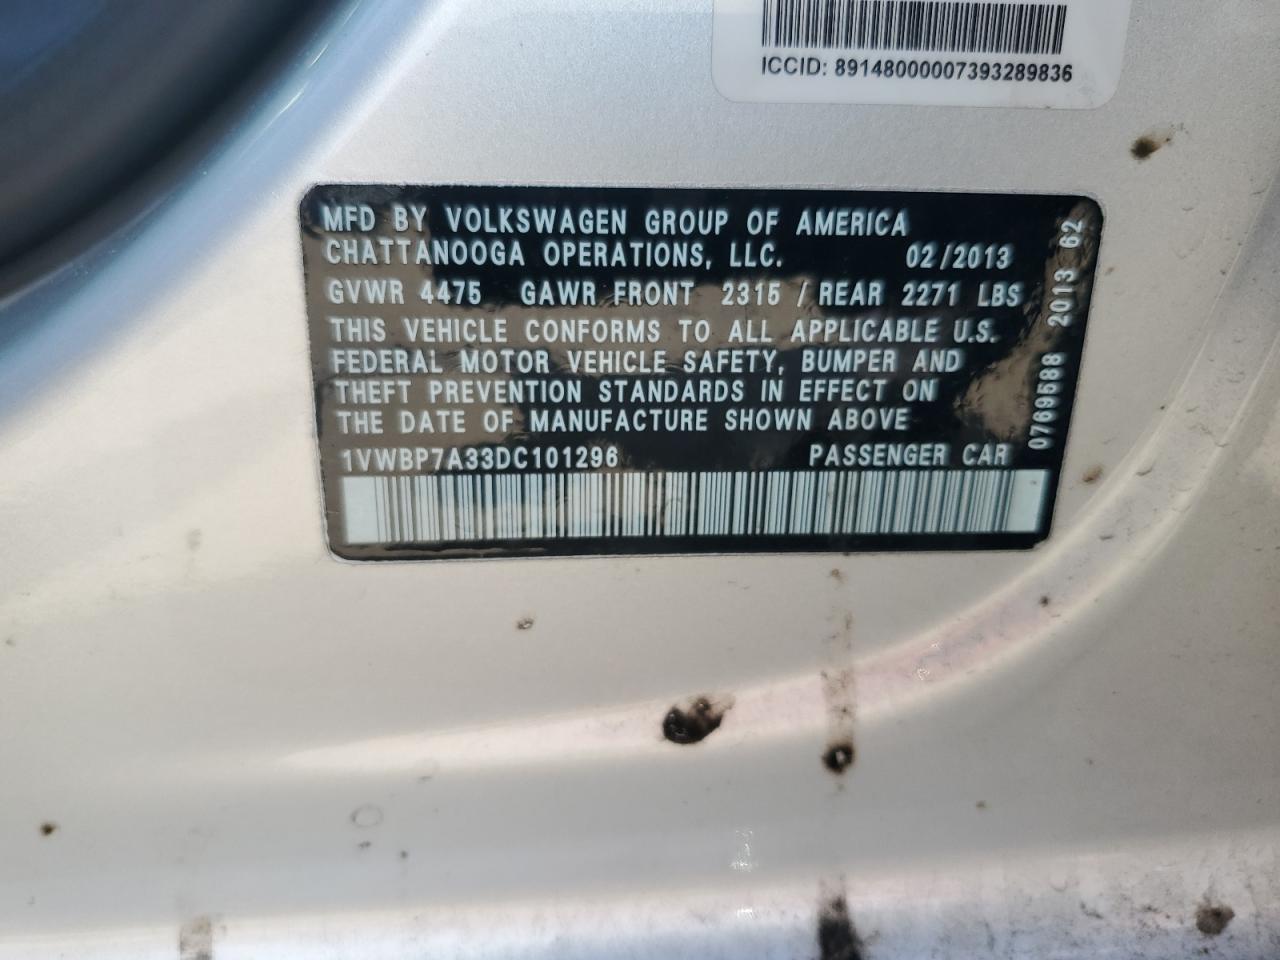 ICCID: 89148000007393289836
MFD BY VOLKSWAGEN GROUP OF AMERICA
CHATTANOOGA OPERATIONS, LLC. 02/2013
GVWR 4475 GAWR FRONT 2315 / REAR 2271 LBS
THIS VEHICLE CONFORMS TO ALL APPLICABLE U.S.
FEDERAL MOTOR VEHICLE SAFETY, BUMPER AND
THEFT PREVENTION STANDARDS IN EFFECT ON
THE DATE OF MANUFACTURE SHOWN ABOVE
1VWBP7A33DC101296 PASSENGER CAR
0769588 2013 62